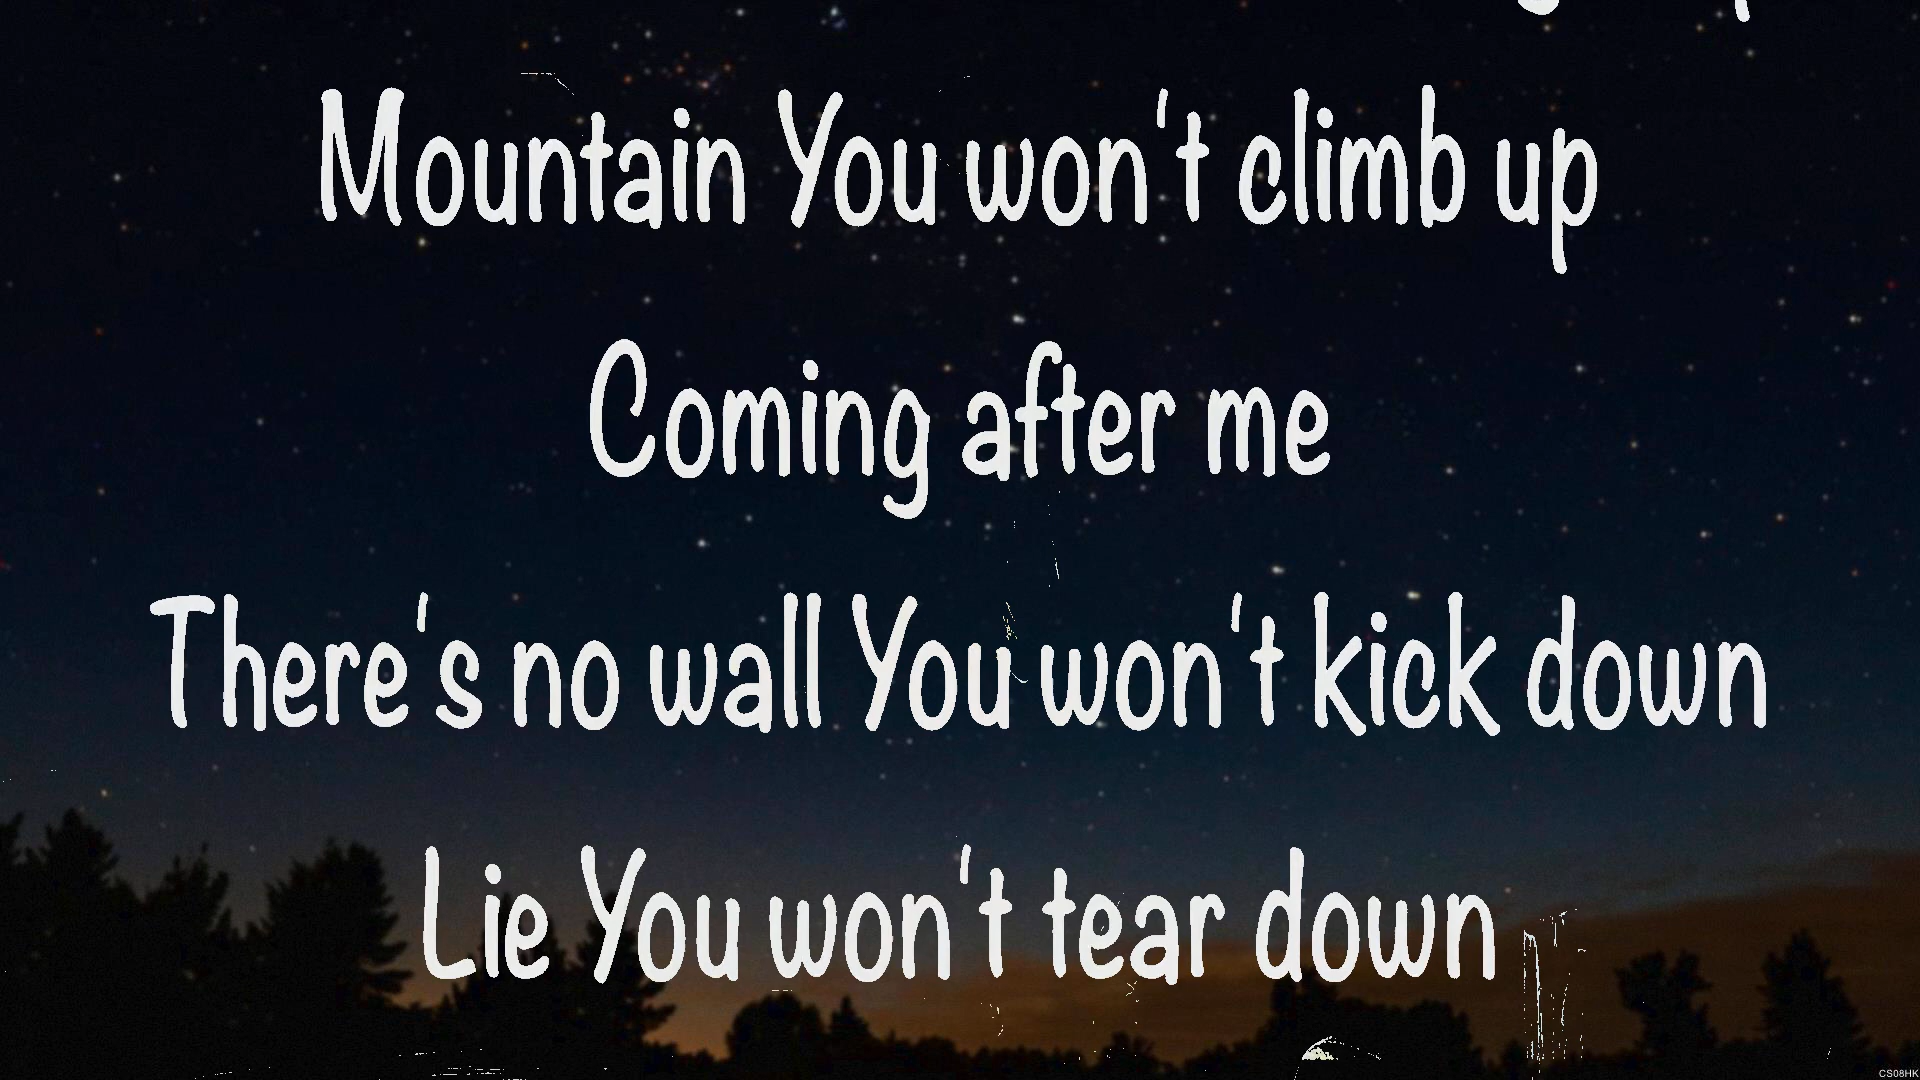 Mountain You won't climb up
Coming after me
There's no wall You won't kick down
Lie You won't tear down
CS08HK